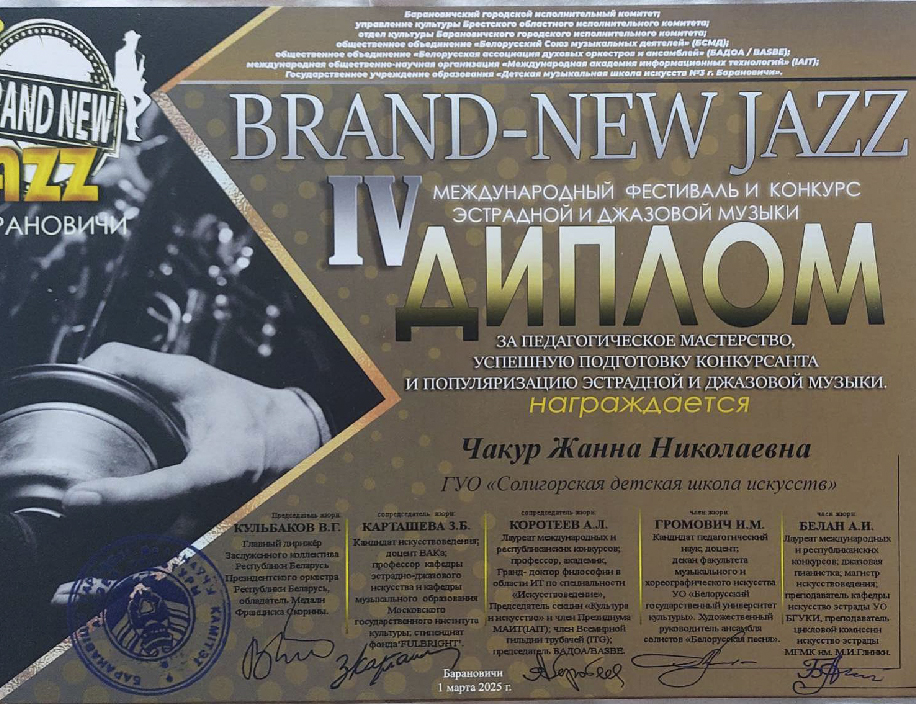 Барановичский городской исполнительный комитет;
управление культуры Брестского областного исполнительного комитета;
отдел культуры Барановичского городского исполнительного комитета;
общественное объединение «Белорусский Союз музыкальных деятелей» (БСМД);
общественное объединение «Белорусская ассоциация духовых оркестров и ансамблей» (БАДОА / BASBE);
международная общественно-научная организация «Международная академия информационных технологий» (IAIT);
Государственное учреждение образования «Детская музыкальная школа искусств №3 г. Барановичи».
RAND NEW
AZZ
РАНОВИЧИ
BRAND-NEW JAZZ
IV МЕЖДУНАРОДНЫЙ ФЕСТИВАЛЬ И КОНКУРС
ЭСТРАДНОЙ И ДЖАЗОВОЙ МУЗЫКИ
ДИПЛОМ
ЗА ПЕДАГОГИЧЕСКОЕ МАСТЕРСТВО,
УСПЕШНУЮ ПОДГОТОВКУ КОНКУРСАНТА
И ПОПУЛЯРИЗАЦИЮ ЭСТРАДНОЙ И ДЖАЗОВОЙ МУЗЫКИ.
награждается
Чакур Жанна Николаевна
ГУО «Солигорская детская школа искусств»
Председатель жюри:
КУЛЬБАКОВ В.Г.
Главный дирижёр
Заслуженного коллектива
Республики Беларусь
Президентского оркестра
Республики Беларусь,
обладатель Медали
Франциска Скорины.
сопредседатель жюри:
КАРТАШЕВА З.Б.
Кандидат искусствоведения;
доцент ВАКа;
профессор кафедры
эстрадно-джазового
искусства и кафедры
музыкального образования
Московского
государственного института
культуры, стипендиат
фонда"FULBRIGHT".
сопредседатель жюри:
КОРОТЕЕВ А.Л.
Лауреат международных и
республиканских конкурсов;
профессор, академик,
Гранд- доктор философии в
области ИТ по специальности
«Искусствоведение»,
Председатель секции «Культура
и искусство» и член Президиума
МАИТ(IAIT); член Всемирной
гильдии трубачей (ITG);
председатель БАДОА/BASBE.
член жюри:
ГРОМОВИЧ И.М.
Кандидат педагогический
наук, доцент;
декан факультета
музыкального и
хореографического искусства
УО «Белорусский
государственный университет
культуры». Художественный
руководитель ансамбля
солистов «Белорусская песня».
член жюри:
БЕЛАН А.И.
Лауреат международных
и республиканских
конкурсов; джазовая
пианистка; магистр
искусствоведения;
преподаватель кафедры
искусства эстрады УО
БГУКИ, преподаватель
цикловой комиссии
искусство эстрады
МГМК им. М.И.Глинки.
Барановичи
1 марта 2025 г.